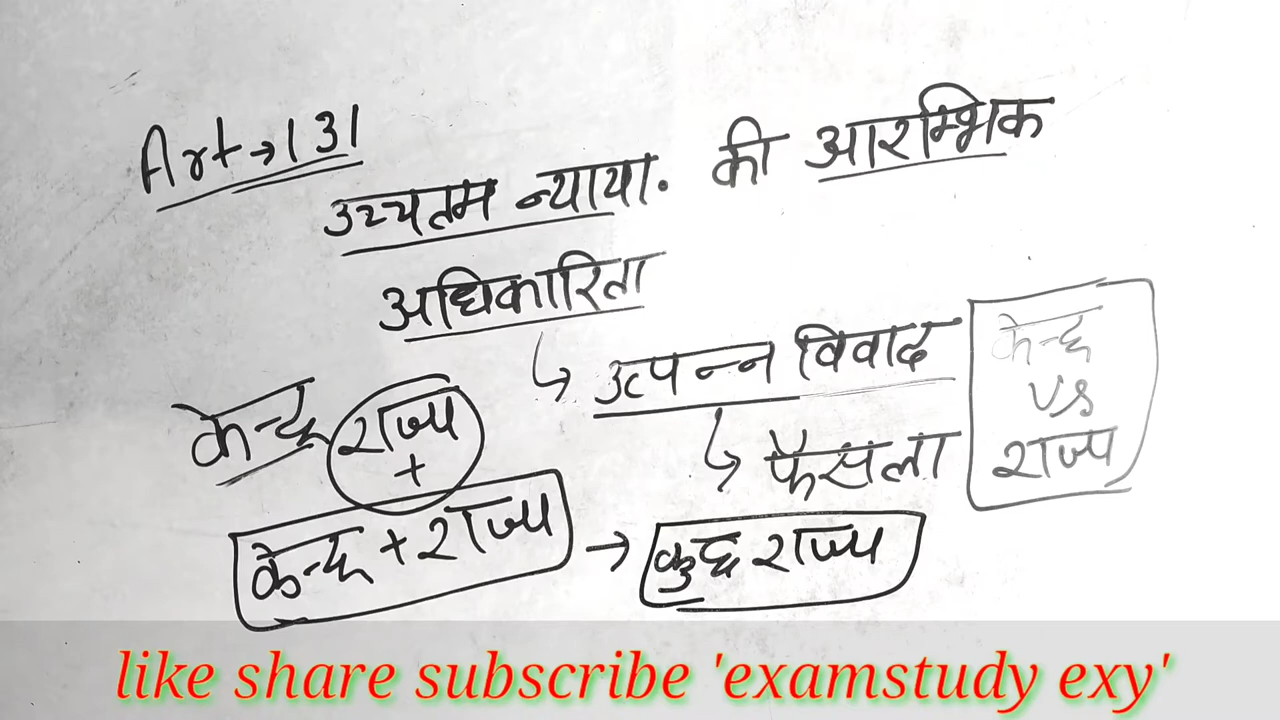 Art→131
उच्चतम न्याया. की आरम्भिक
अधिकारिता
↳ उत्पन्न विवाद
↳ फैसला
केन्द्र
vs
राज्य
केन्द्र राज्य
+
केन्द्र + राज्य → कुछ राज्य
like share subscribe 'examstudy exy'